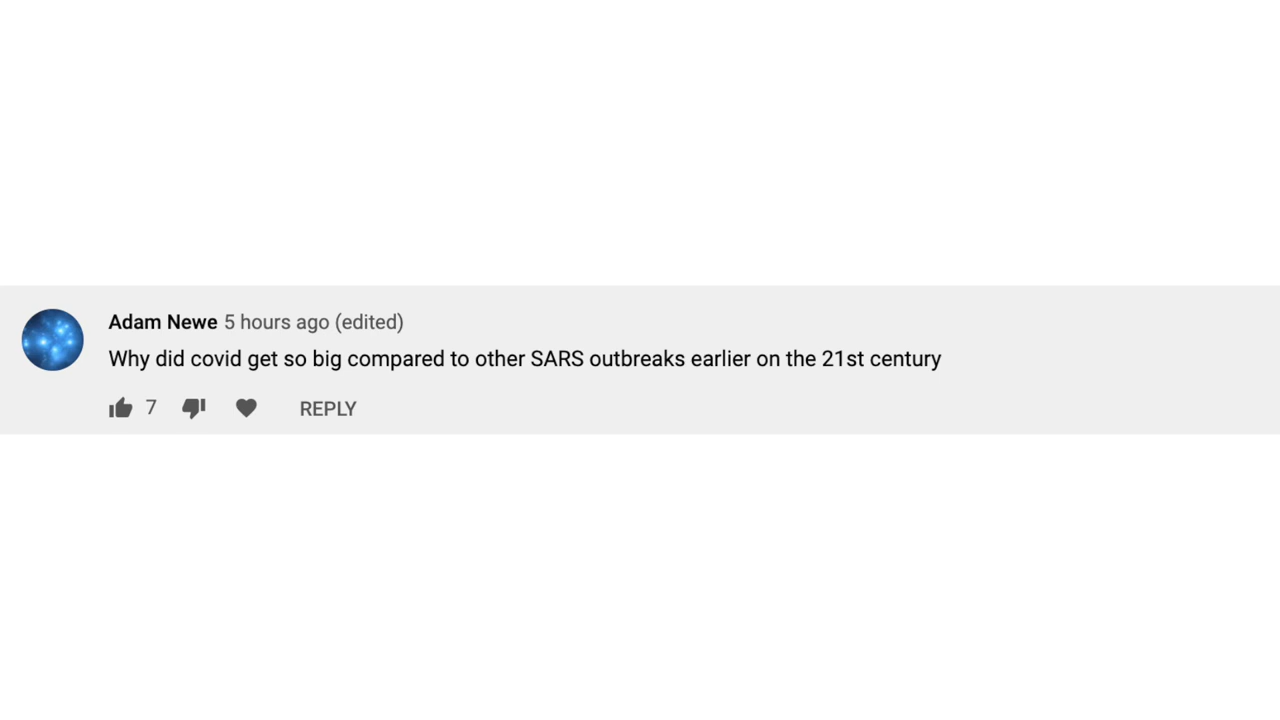 Adam Newe 5 hours ago (edited)
Why did covid get so big compared to other SARS outbreaks earlier on the 21st century
7 REPLY